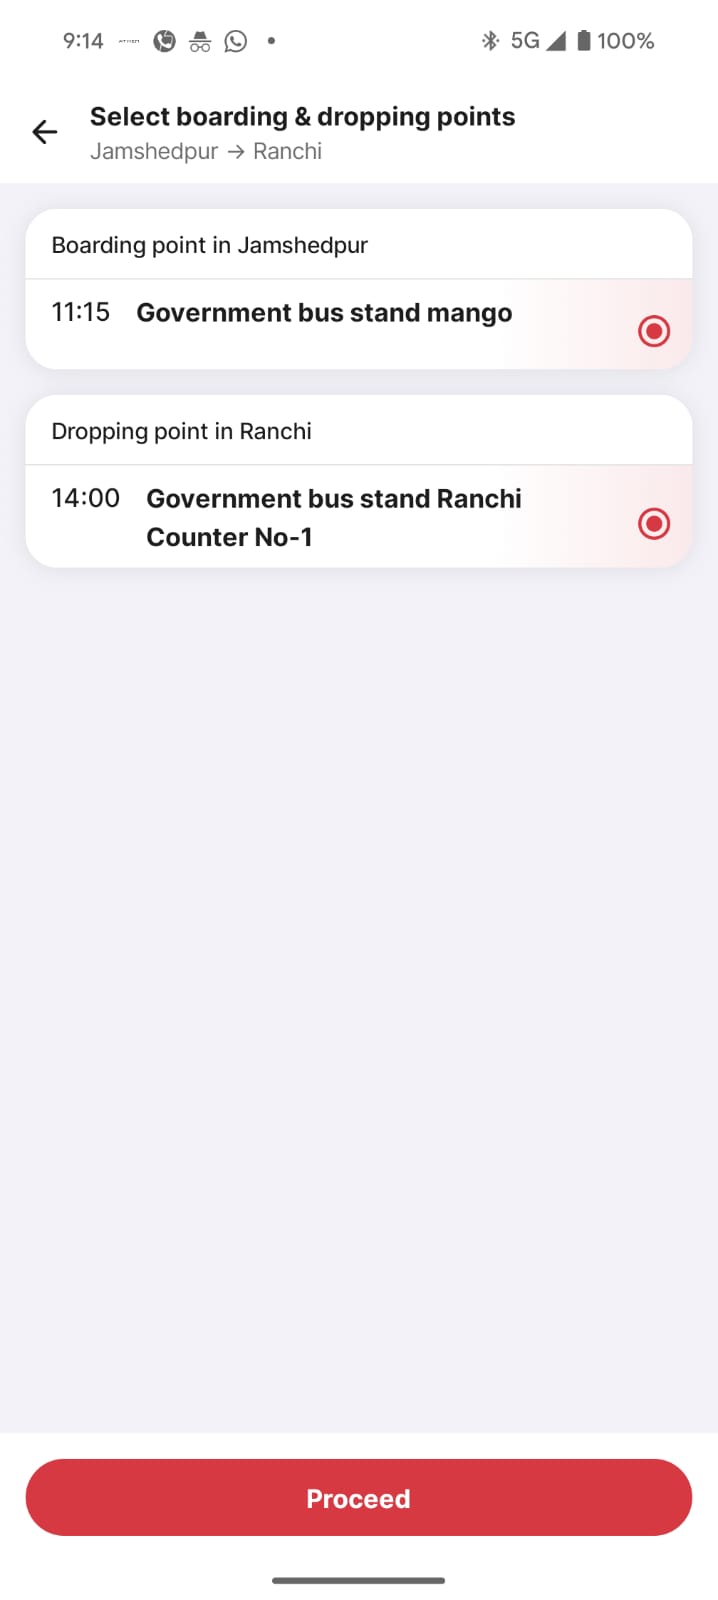 9:14 5G 100%
Select boarding & dropping points
Jamshedpur → Ranchi
Boarding point in Jamshedpur
11:15 Government bus stand mango
Dropping point in Ranchi
14:00 Government bus stand Ranchi
Counter No-1
Proceed